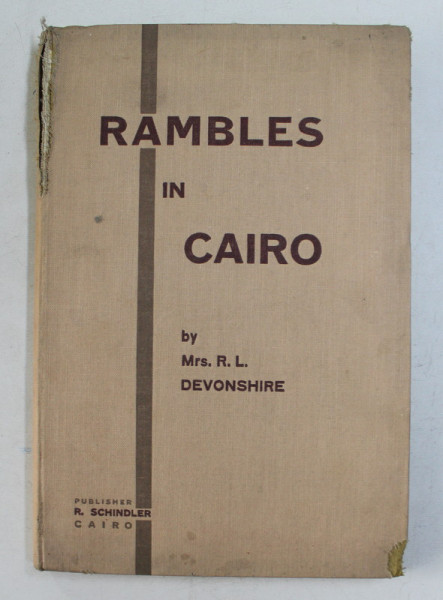 RAMBLES
IN
CAIRO
by
Mrs. R. L.
DEVONSHIRE
PUBLISHER
R. SCHINDLER
CAIRO